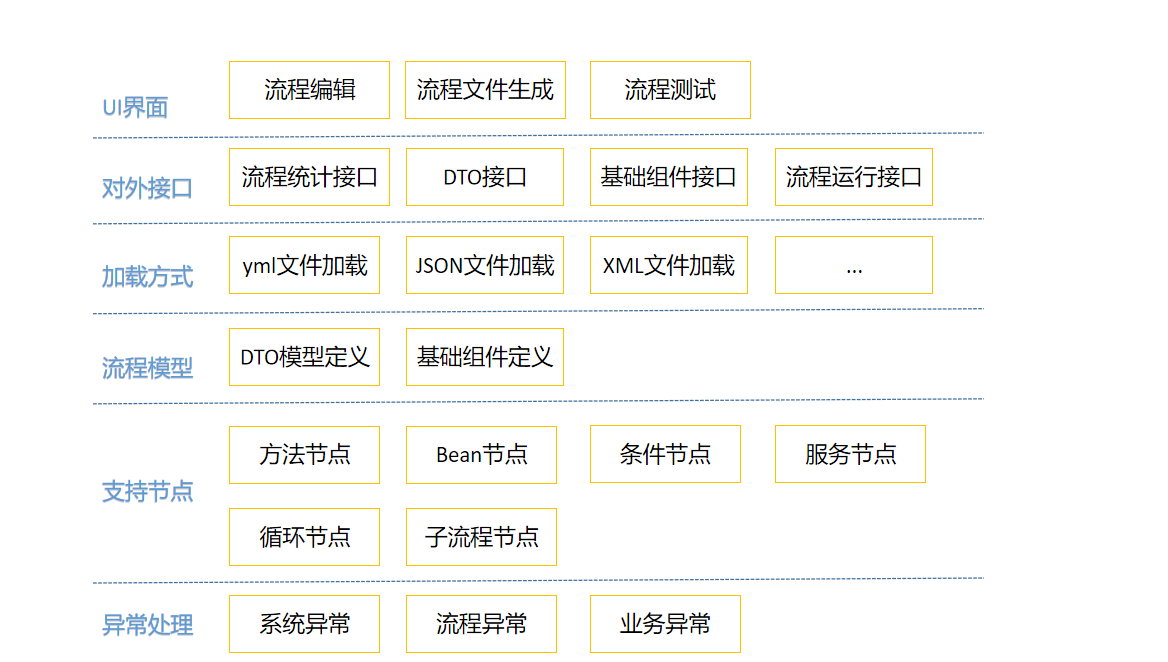 UI界面
流程编辑
流程文件生成
流程测试
对外接口
流程统计接口
DTO接口
基础组件接口
流程运行接口
加载方式
yml文件加载
JSON文件加载
XML文件加载
...
流程模型
DTO模型定义
基础组件定义
支持节点
方法节点
Bean节点
条件节点
服务节点
循环节点
子流程节点
异常处理
系统异常
流程异常
业务异常